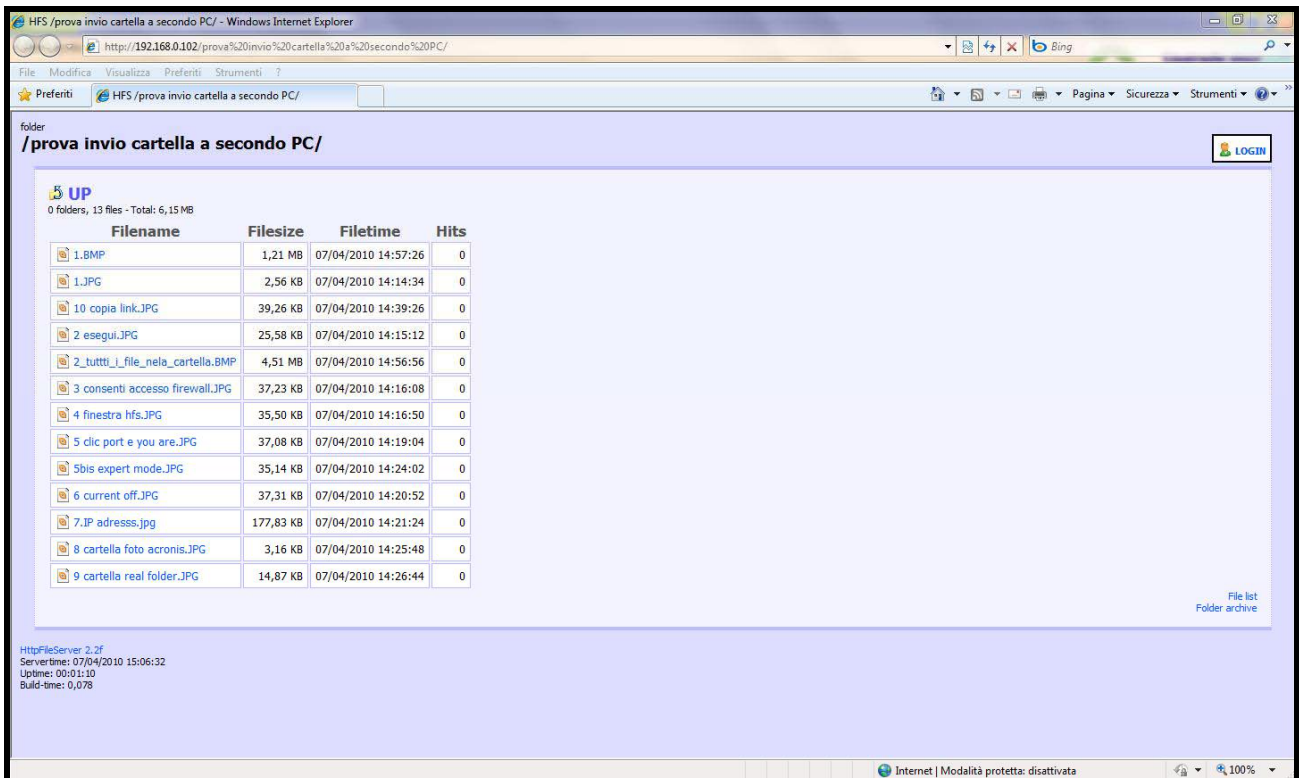 HFS /prova invio cartella a secondo PC/ - Windows Internet Explorer
http://192.168.0.102/prova%20invio%20cartella%20a%20secondo%20PC/
Bing
File Modifica Visualizza Preferiti Strumenti ?
Preferiti HFS /prova invio cartella a secondo PC/ Pagina Sicurezza Strumenti
folder
/prova invio cartella a secondo PC/
LOGIN
UP
0 folders, 13 files - Total: 6,15 MB
Filename Filesize Filetime Hits
1.BMP 1,21 MB 07/04/2010 14:57:26 0
1.JPG 2,56 KB 07/04/2010 14:14:34 0
10 copia link.JPG 39,26 KB 07/04/2010 14:39:26 0
2 esegui.JPG 25,58 KB 07/04/2010 14:15:12 0
2_tuttti_i_file_nela_cartella.BMP 4,51 MB 07/04/2010 14:56:56 0
3 consenti accesso firewall.JPG 37,23 KB 07/04/2010 14:16:08 0
4 finestra hfs.JPG 35,50 KB 07/04/2010 14:16:50 0
5 clic port e you are.JPG 37,08 KB 07/04/2010 14:19:04 0
5bis expert mode.JPG 35,14 KB 07/04/2010 14:24:02 0
6 current off.JPG 37,31 KB 07/04/2010 14:20:52 0
7.IP adresss.jpg 177,83 KB 07/04/2010 14:21:24 0
8 cartella foto acronis.JPG 3,16 KB 07/04/2010 14:25:48 0
9 cartella real folder.JPG 14,87 KB 07/04/2010 14:26:44 0
File list
Folder archive
HttpFileServer 2.2f
Servertime: 07/04/2010 15:06:32
Uptime: 00:01:10
Build-time: 0,078
Internet | Modalità protetta: disattivata 100%